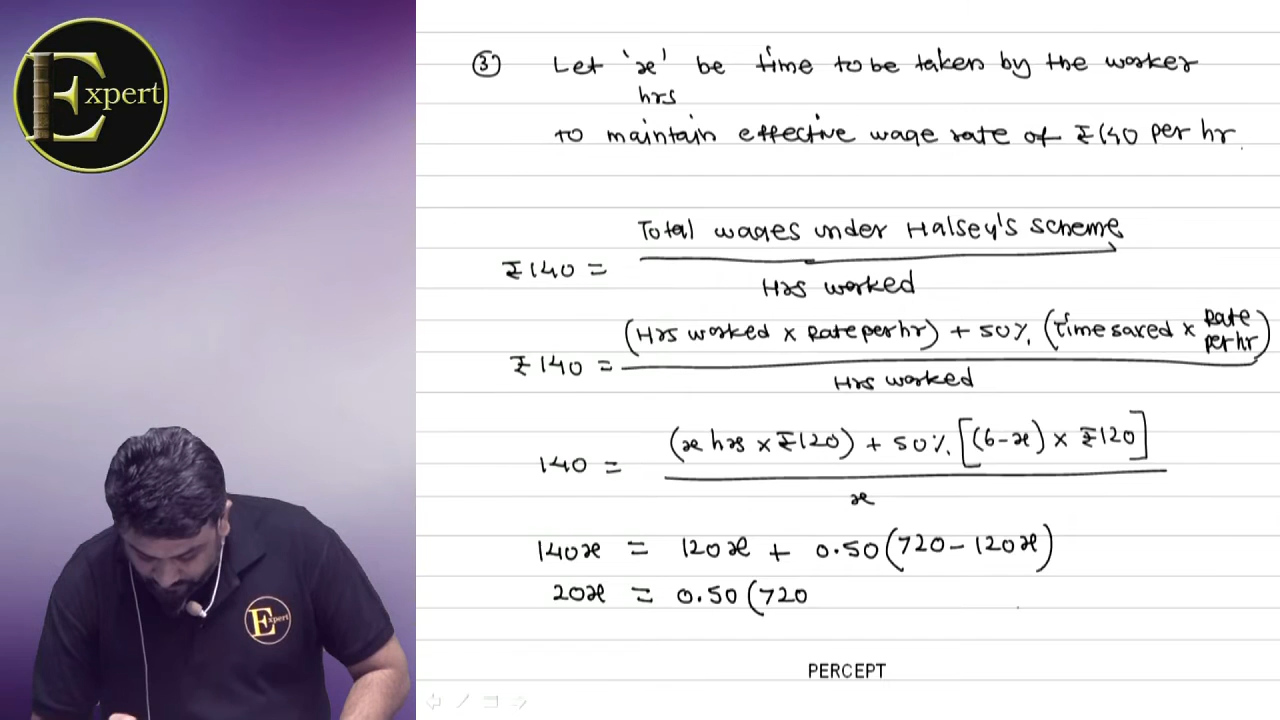 Expert
③ Let 'x' be time to be taken by the worker
hrs
to maintain effective wage rate of ₹140 per hr.
Total wages under Halsey's scheme
₹140 =
Hrs worked
(Hrs worked x Rate per hr) + 50% (Time saved x Rate per hr)
₹140 =
Hrs worked
(x hrs x ₹120) + 50% [(6-x) x ₹120]
140 =
x
140x = 120x + 0.50(720-120x)
20x = 0.50(720
Expert
PERCEPT